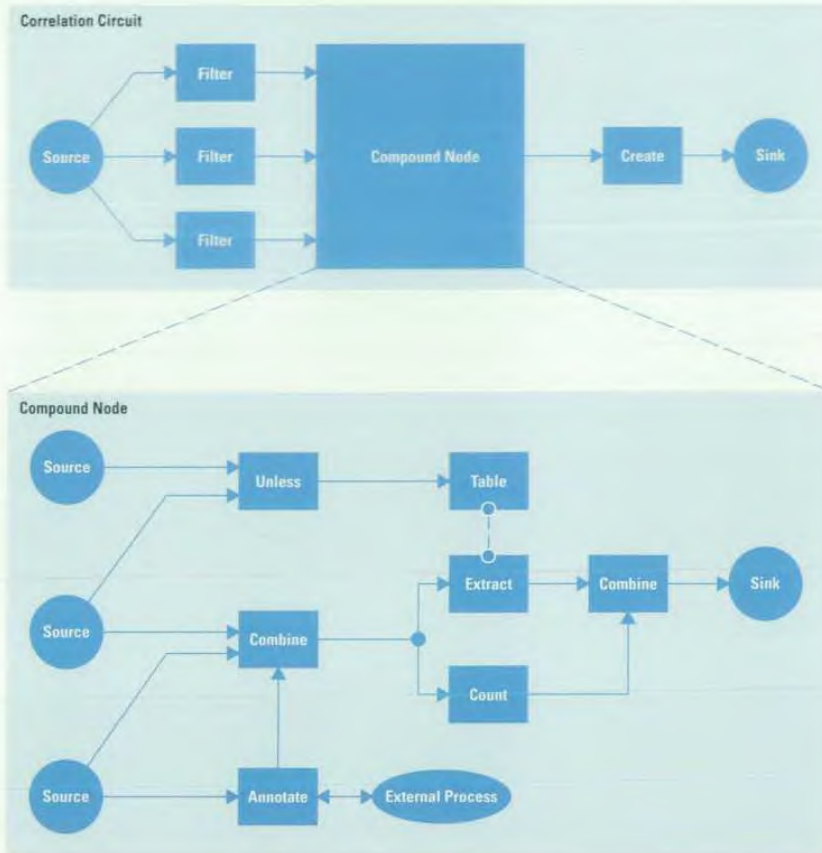 Correlation Circuit
Filter
Source
Filter
Compound Node
Create
Sink
Filter
Compound Node
Source
Unless
Table
Extract
Combine
Sink
Source
Combine
Count
Source
Annotate
External Process